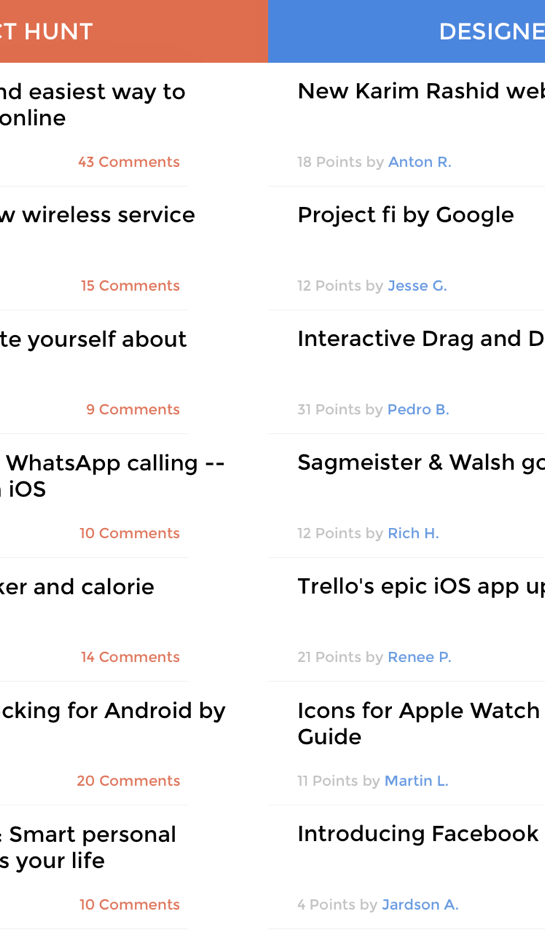 CT HUNT
nd easiest way to
online
43 Comments
w wireless service
15 Comments
te yourself about
9 Comments
WhatsApp calling --
iOS
10 Comments
ker and calorie
14 Comments
cking for Android by
20 Comments
: Smart personal
s your life
10 Comments
DESIGNE
New Karim Rashid web
18 Points by Anton R.
Project fi by Google
12 Points by Jesse G.
Interactive Drag and D
31 Points by Pedro B.
Sagmeister & Walsh go
12 Points by Rich H.
Trello's epic iOS app up
21 Points by Renee P.
Icons for Apple Watch
Guide
11 Points by Martin L.
Introducing Facebook
4 Points by Jardson A.